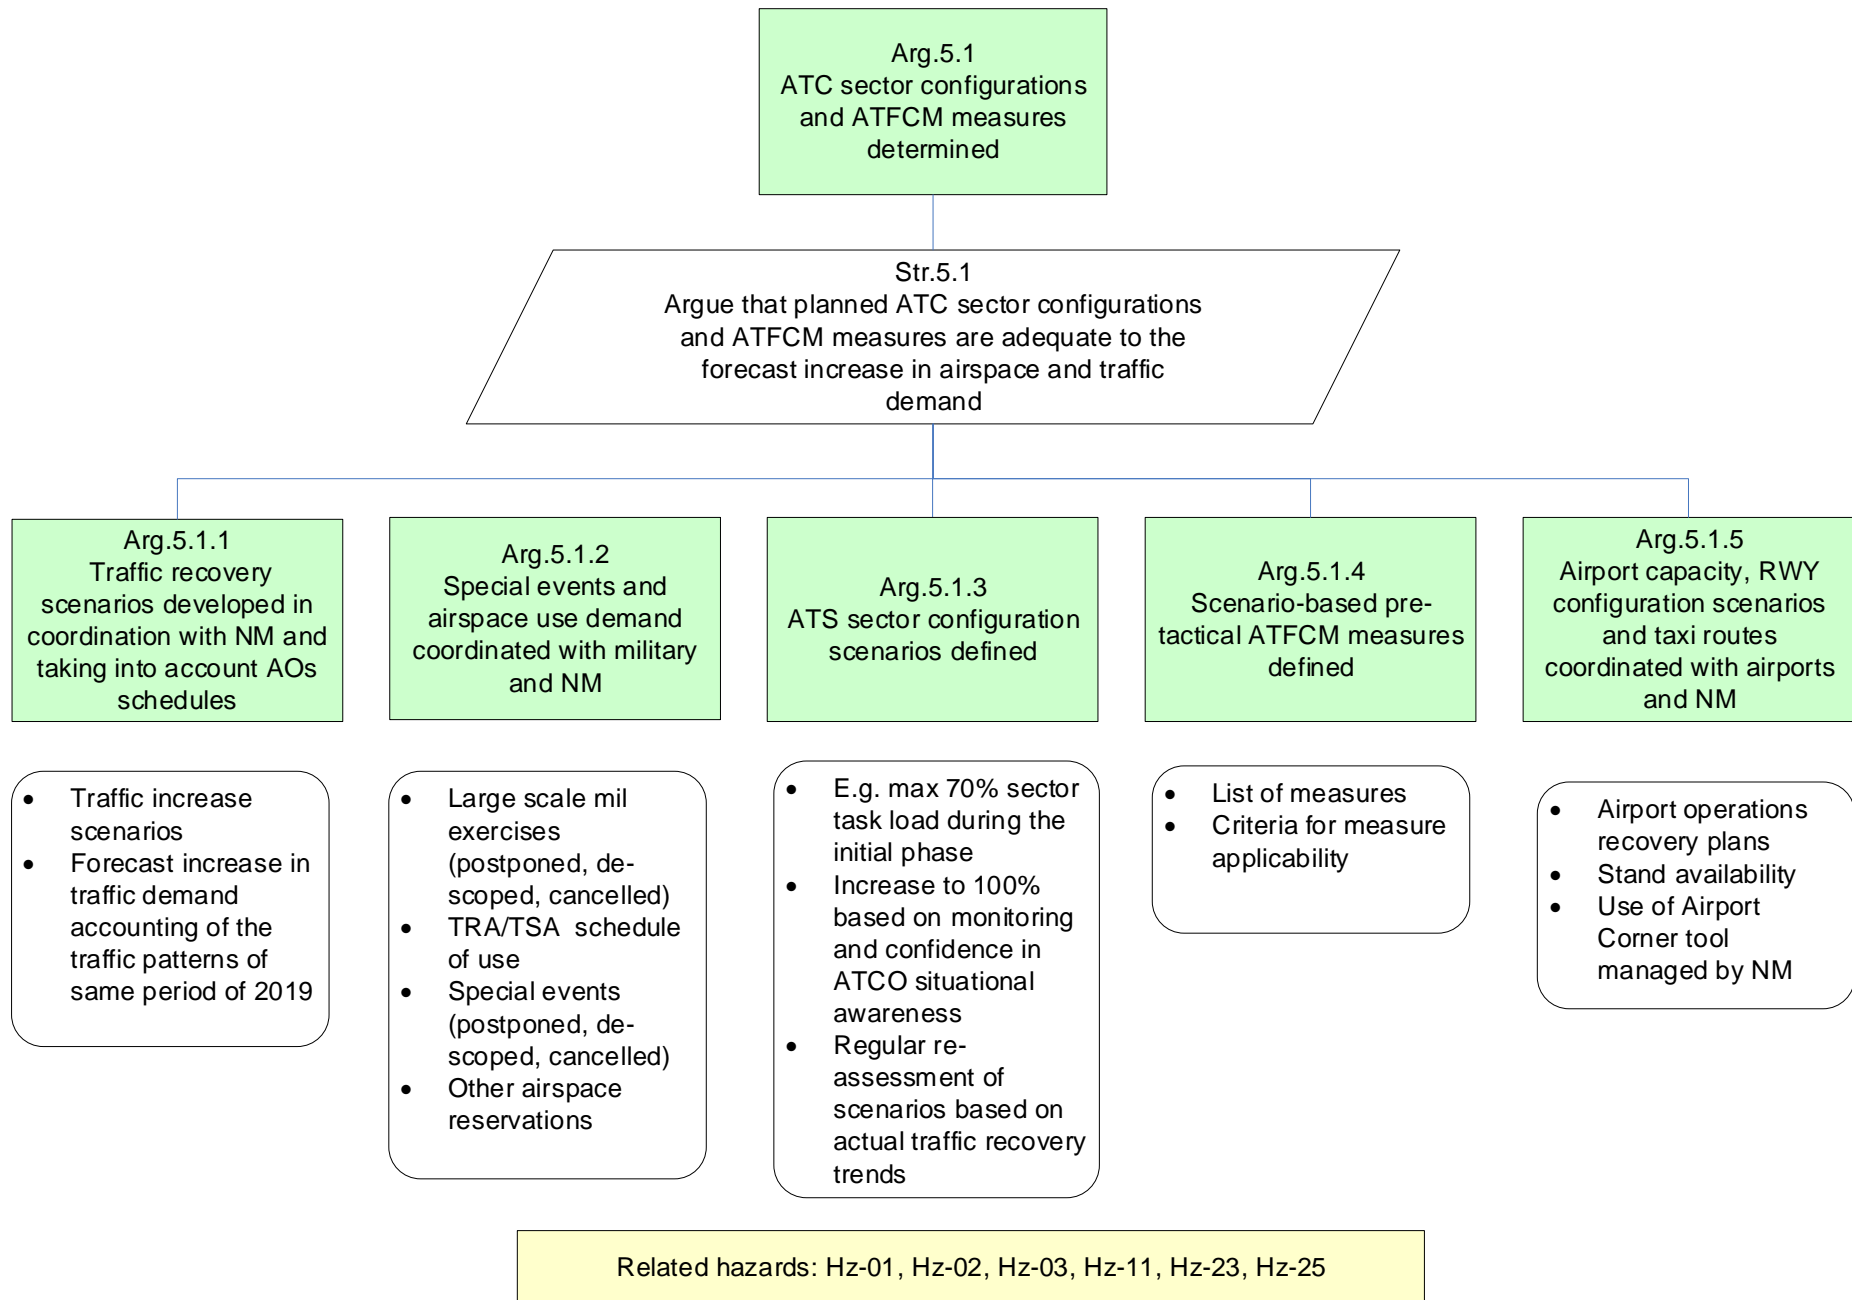 Arg.5.1
ATC sector configurations
and ATFCM measures
determined
Str.5.1
Argue that planned ATC sector configurations
and ATFCM measures are adequate to the
forecast increase in airspace and traffic
demand
Arg.5.1.1
Traffic recovery
scenarios developed in
coordination with NM and
taking into account AOs
schedules
Arg.5.1.2
Special events and
airspace use demand
coordinated with military
and NM
Arg.5.1.3
ATS sector configuration
scenarios defined
Arg.5.1.4
Scenario-based pre-
tactical ATFCM measures
defined
Arg.5.1.5
Airport capacity, RWY
configuration scenarios
and taxi routes
coordinated with airports
and NM
• Traffic increase
scenarios
• Forecast increase in
traffic demand
accounting of the
traffic patterns of
same period of 2019
• Large scale mil
exercises
(postponed, de-
scoped, cancelled)
• TRA/TSA schedule
of use
• Special events
(postponed, de-
scoped, cancelled)
• Other airspace
reservations
• E.g. max 70% sector
task load during the
initial phase
• Increase to 100%
based on monitoring
and confidence in
ATCO situational
awareness
• Regular re-
assessment of
scenarios based on
actual traffic recovery
trends
• List of measures
• Criteria for measure
applicability
• Airport operations
recovery plans
• Stand availability
• Use of Airport
Corner tool
managed by NM
Related hazards: Hz-01, Hz-02, Hz-03, Hz-11, Hz-23, Hz-25